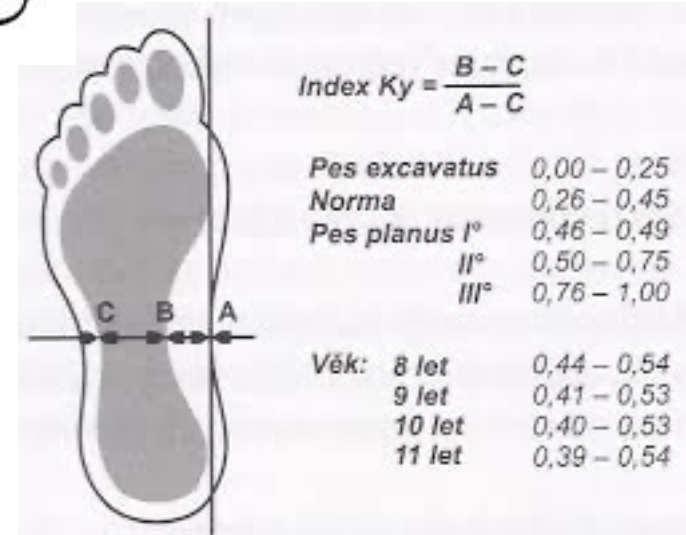 Index Ky = B – C
A – C
Pes excavatus 0,00 – 0,25
Norma 0,26 – 0,45
Pes planus I° 0,46 – 0,49
II° 0,50 – 0,75
III° 0,76 – 1,00
C B A
Věk: 8 let 0,44 – 0,54
9 let 0,41 – 0,53
10 let 0,40 – 0,53
11 let 0,39 – 0,54